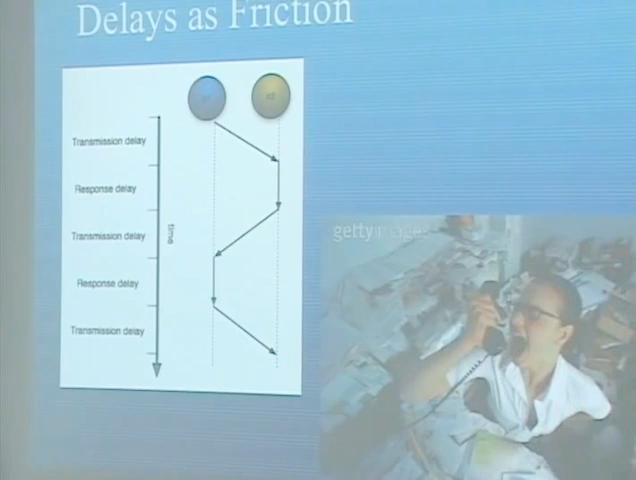 Delays as Friction
Transmission delay
Response delay
Transmission delay
Response delay
Transmission delay
time
gettyimages